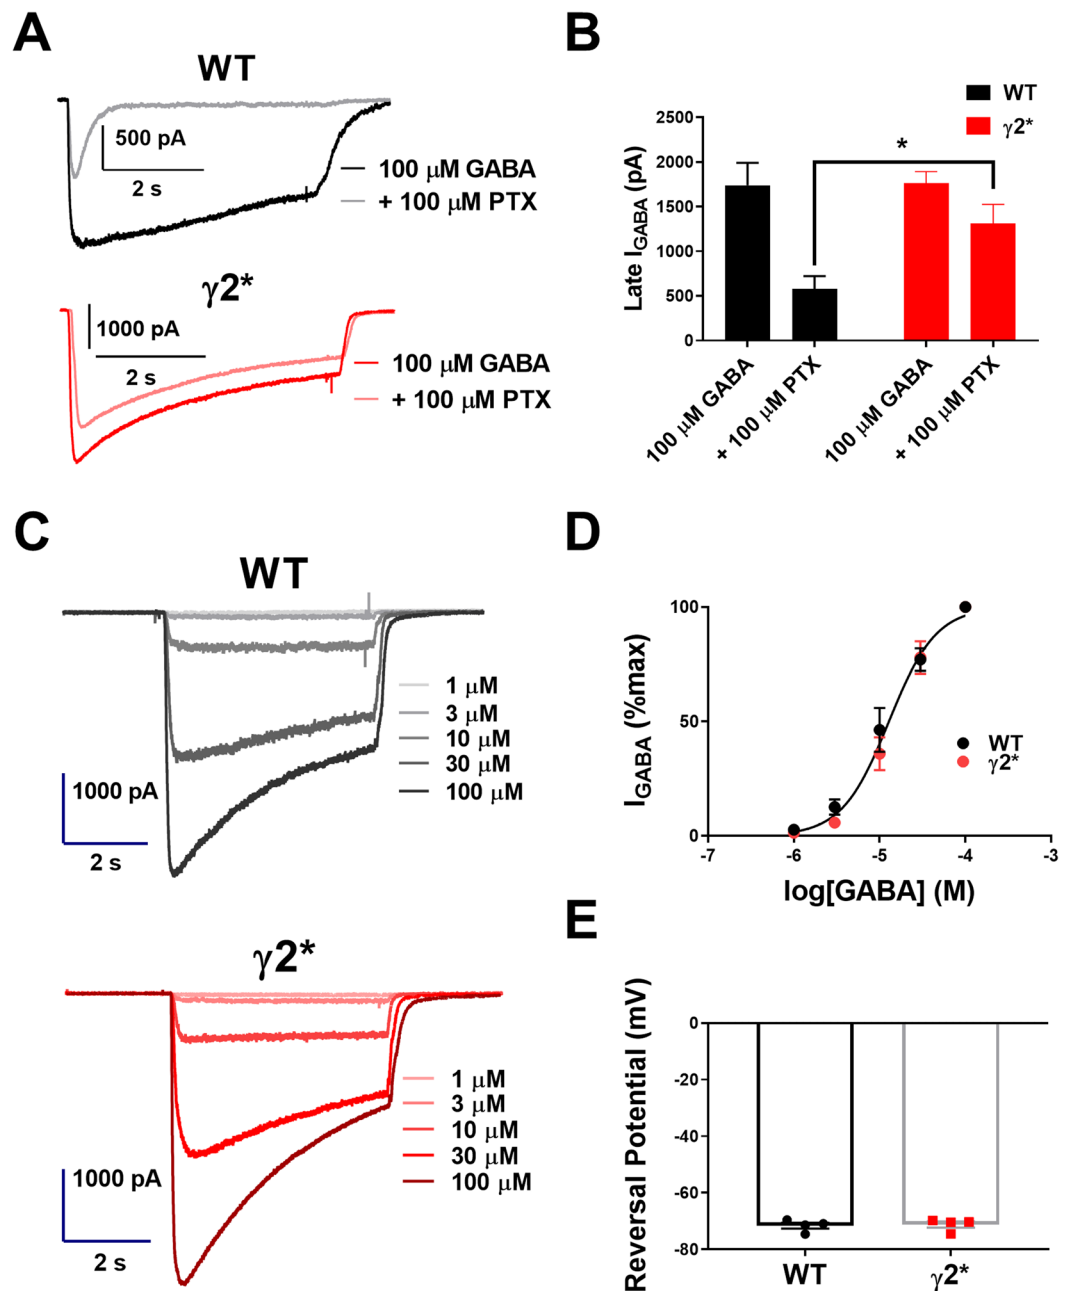 A
WT
500 pA
2 s
100 μM GABA
+ 100 μM PTX
γ2*
1000 pA
2 s
100 μM GABA
+ 100 μM PTX
B
WT
γ2*
*
Late IGABA (pA)
2500
2000
1500
1000
500
0
100 μM GABA
+ 100 μM PTX
100 μM GABA
+ 100 μM PTX
C
WT
1 μM
3 μM
10 μM
30 μM
100 μM
1000 pA
2 s
γ2*
1 μM
3 μM
10 μM
30 μM
100 μM
1000 pA
2 s
D
IGABA (%max)
100
50
0
WT
γ2*
-7
-6
-5
-4
-3
log[GABA] (M)
E
Reversal Potential (mV)
0
-20
-40
-60
-80
WT
γ2*